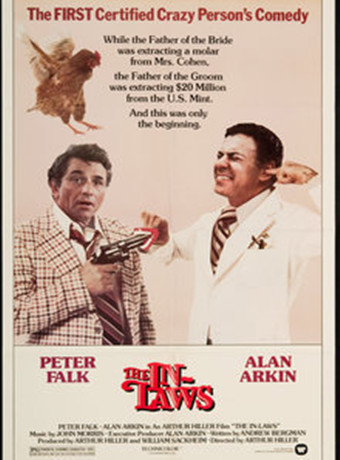 The FIRST Certified Crazy Person's Comedy
While the Father of the Bride
was extracting a molar
from Mrs. Cohen,
the Father of the Groom
was extracting $20 Million
from the U.S. Mint.
And this was only
the beginning.
PETER
FALK
THE IN-
LAWS
ALAN
ARKIN
PETER FALK · ALAN ARKIN in An ARTHUR HILLER Film "THE IN-LAWS"
Music by JOHN MORRIS · Executive Producer ALAN ARKIN · Written by ANDREW BERGMAN
Produced by ARTHUR HILLER and WILLIAM SACKHEIM · Directed by ARTHUR HILLER
TECHNICOLOR